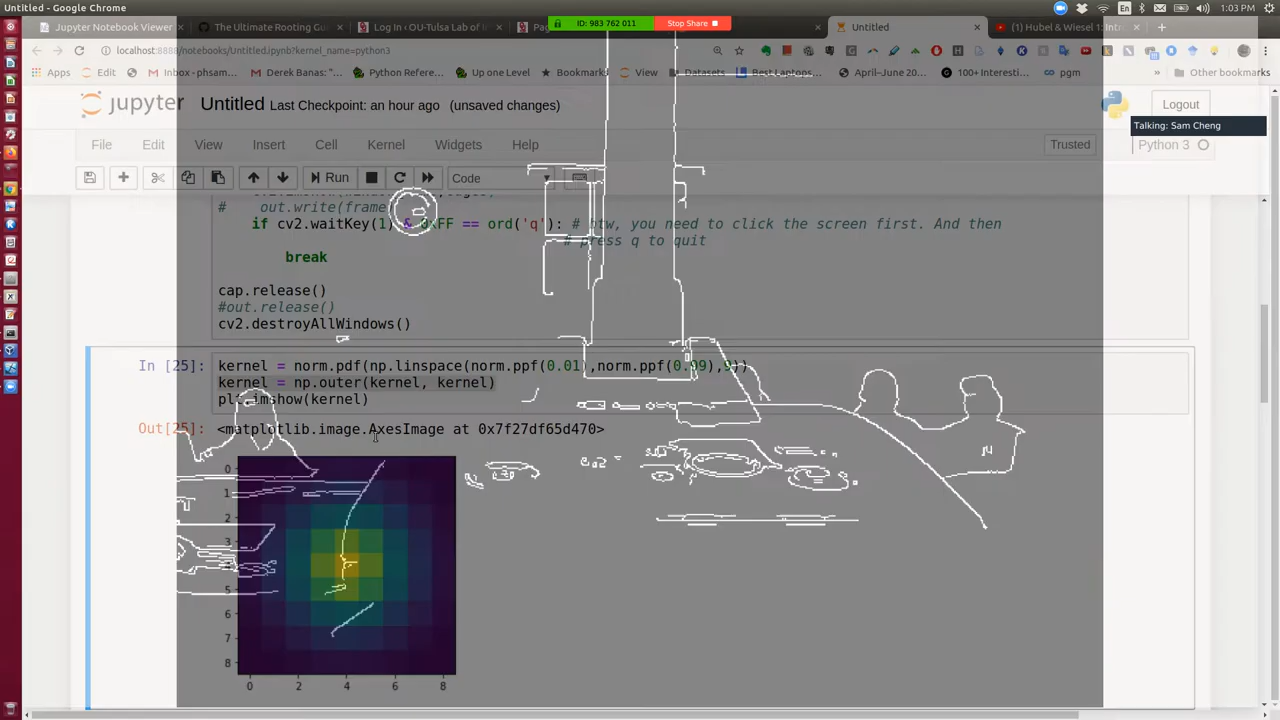 Untitled - Google Chrome
En
1:03 PM
Jupyter Notebook Viewer
The Ultimate Rooting G
Log In ‹ OU-Tulsa Lab of I
Pa
ID: 983 762 011
Stop Share
Untitled
(1) Hubel & Wiesel 1: Intro
localhost:8888/notebooks/Untitled.ipynb?kernel_name=python3
Apps
Edit
Inbox - phsam...
Derek Banas: "...
Python Refere...
Up one Level
Bookmarks
View
Datasets
Best Laptops...
April–June 20...
100+ Interesti...
pgm
»
Other bookmarks
jupyter
Untitled
Last Checkpoint: an hour ago
(unsaved changes)
Logout
Talking: Sam Cheng
File
Edit
View
Insert
Cell
Kernel
Widgets
Help
Trusted
Python 3
Run
Code
# out.write(frame
if cv2.waitKey(1) & 0xFF == ord('q'): # btw, you need to click the screen first. And then
# press q to quit
break
cap.release()
#out.release()
cv2.destroyAllWindows()
In [25]:
kernel = norm.pdf(np.linspace(norm.ppf(0.01),norm.ppf(0.99),9))
kernel = np.outer(kernel, kernel)
plt.imshow(kernel)
Out[25]:
<matplotlib.image.AxesImage at 0x7f27df65d470>
0
1
2
3
4
5
6
7
8
0 2 4 6 8